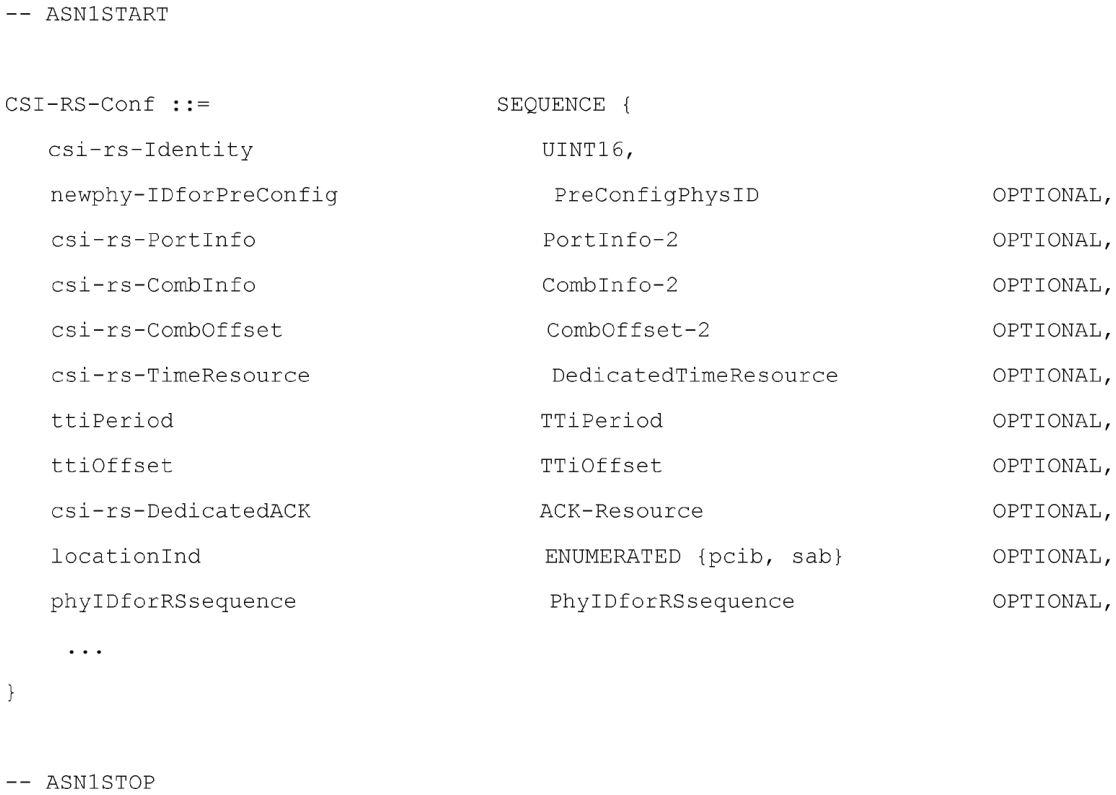 -- ASN1START
CSI-RS-Conf ::= SEQUENCE {
csi-rs-Identity UINT16,
newphy-IDforPreConfig PreConfigPhysID OPTIONAL,
csi-rs-PortInfo PortInfo-2 OPTIONAL,
csi-rs-CombInfo CombInfo-2 OPTIONAL,
csi-rs-CombOffset CombOffset-2 OPTIONAL,
csi-rs-TimeResource DedicatedTimeResource OPTIONAL,
ttiPeriod TTiPeriod OPTIONAL,
ttiOffset TTiOffset OPTIONAL,
csi-rs-DedicatedACK ACK-Resource OPTIONAL,
locationInd ENUMERATED {pcib, sab} OPTIONAL,
phyIDforRSsequence PhyIDforRSsequence OPTIONAL,
...
}
-- ASN1STOP